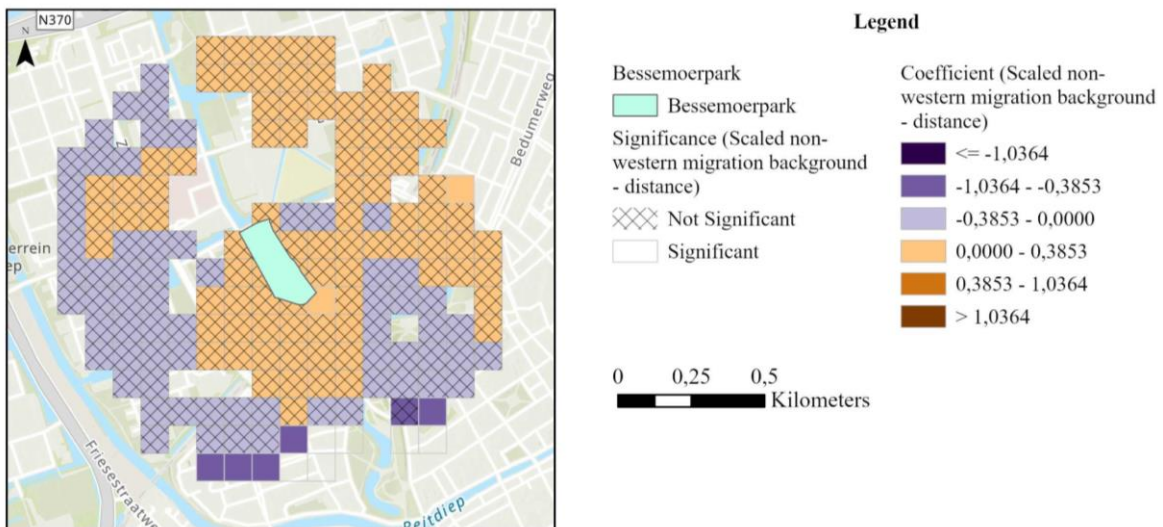 N370
N
Bedumerweg
errein
ep
Friesestraatwe
Reitdiep
Legend
Bessemoerpark
Bessemoerpark
Significance (Scaled non-
western migration background
- distance)
Not Significant
Significant
Coefficient (Scaled non-
western migration background
- distance)
<= -1,0364
-1,0364 - -0,3853
-0,3853 - 0,0000
0,0000 - 0,3853
0,3853 - 1,0364
> 1,0364
0 0,25 0,5
Kilometers